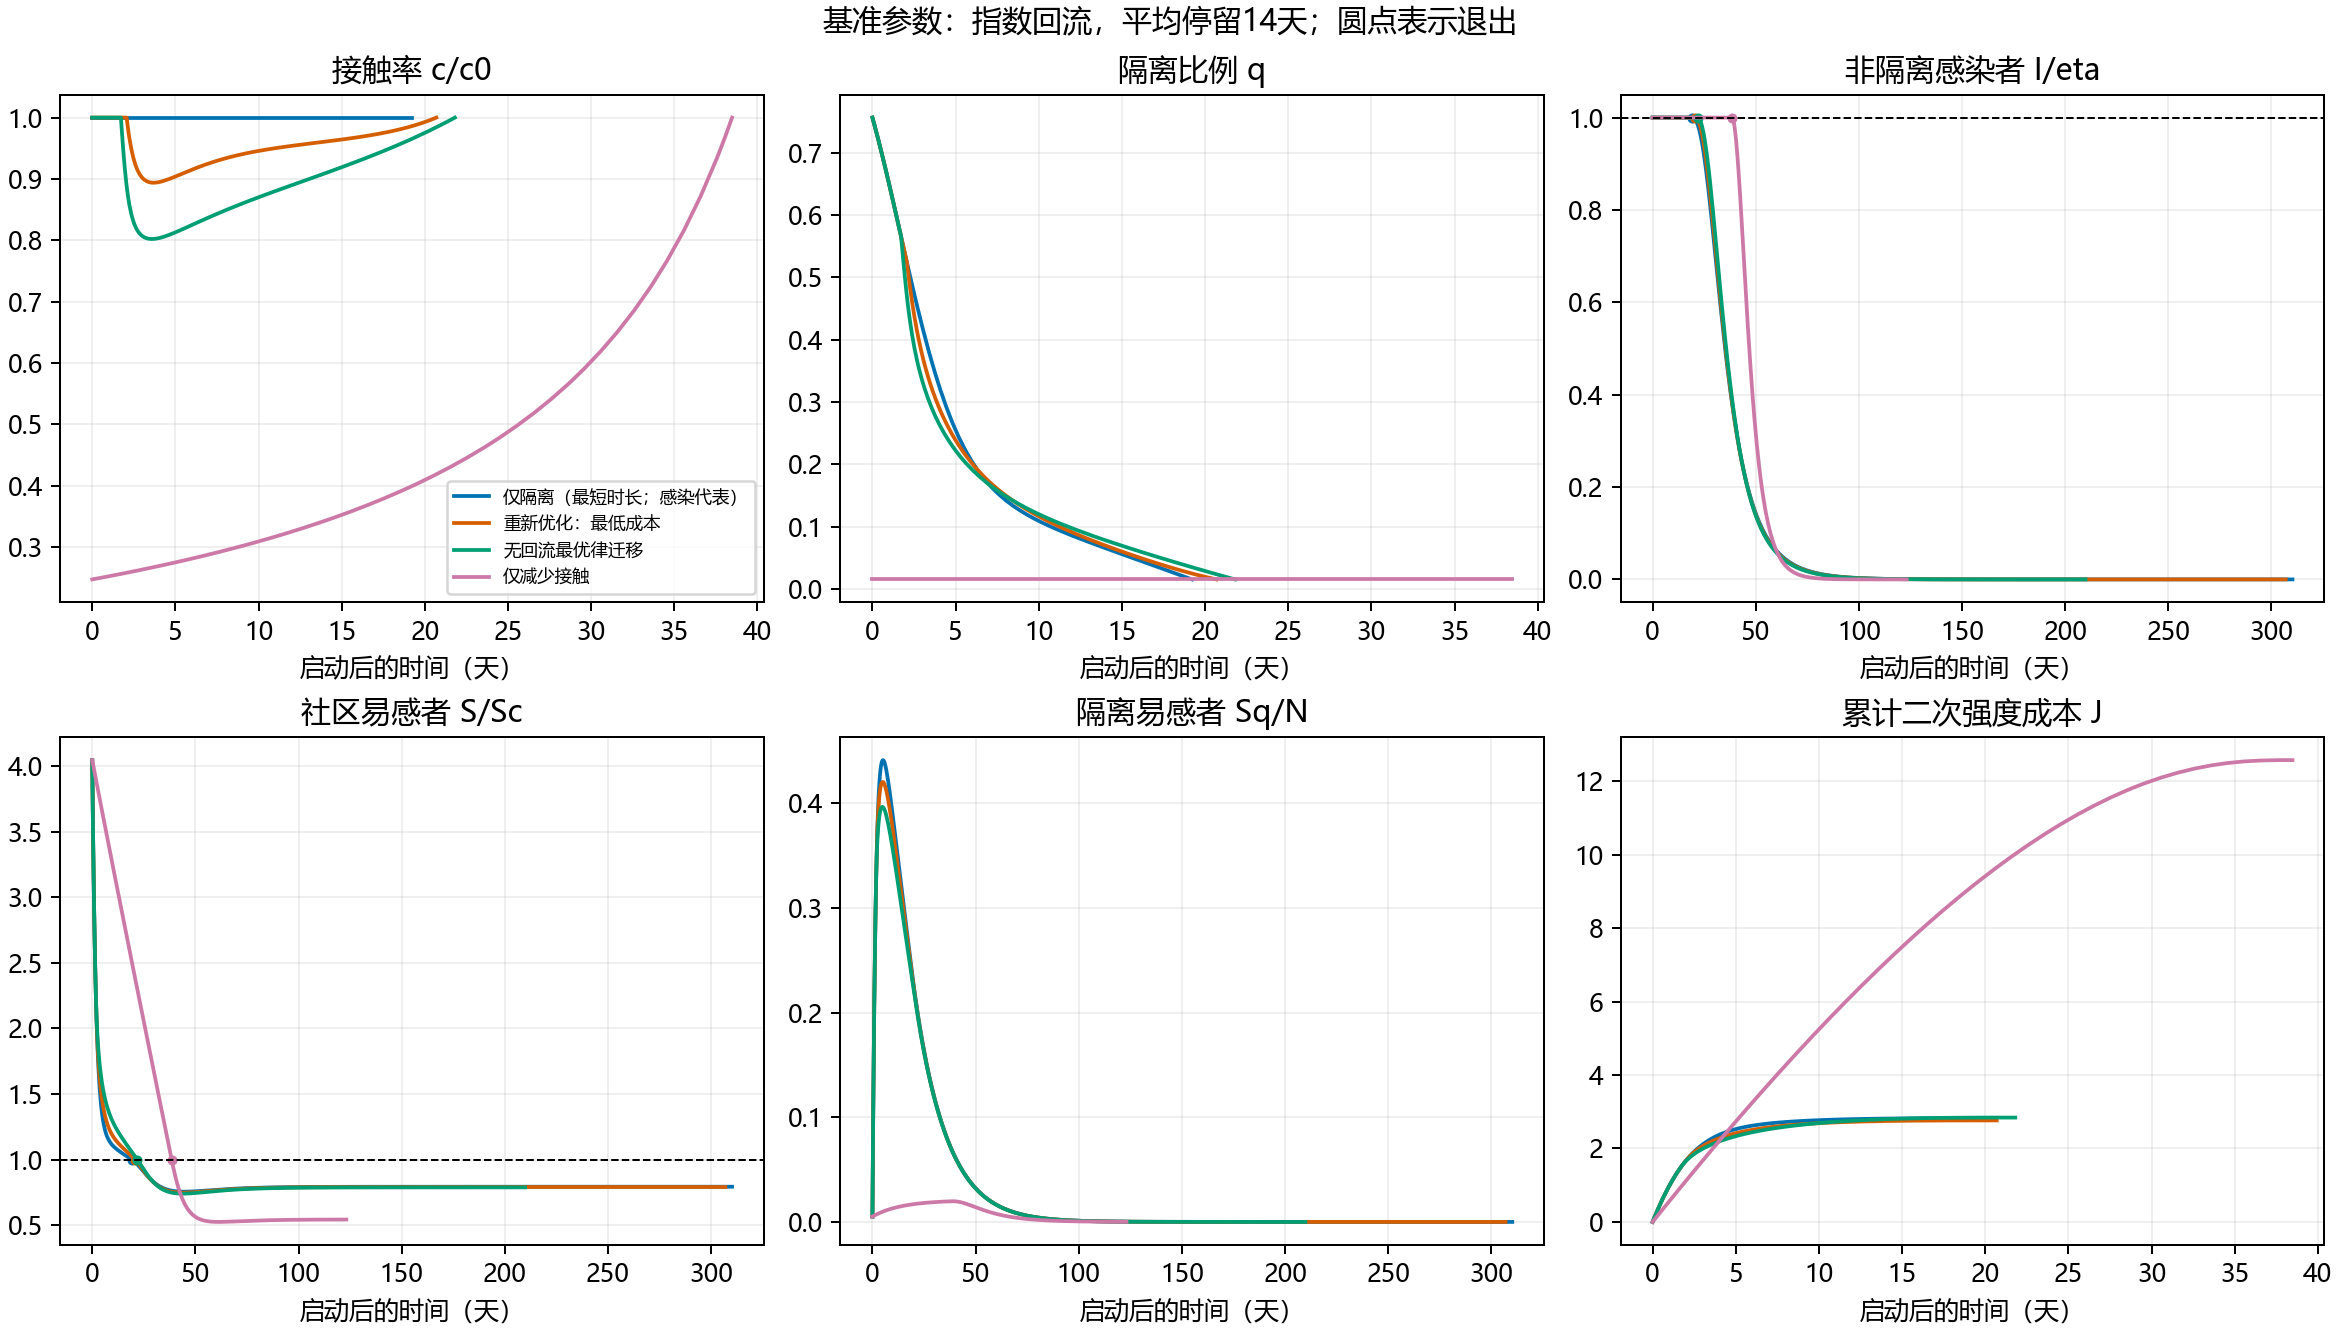 基准参数：指数回流，平均停留14天；圆点表示退出
接触率 c/c0
1.0
0.9
0.8
0.7
0.6
0.5
0.4
0.3
仅隔离（最短时长；感染代表）
重新优化：最低成本
无回流最优律迁移
仅减少接触
0 5 10 15 20 25 30 35 40
启动后的时间（天）
隔离比例 q
0.7
0.6
0.5
0.4
0.3
0.2
0.1
0.0
0 5 10 15 20 25 30 35 40
启动后的时间（天）
非隔离感染者 I/eta
1.0
0.8
0.6
0.4
0.2
0.0
0 50 100 150 200 250 300
启动后的时间（天）
社区易感者 S/Sc
4.0
3.5
3.0
2.5
2.0
1.5
1.0
0.5
0 50 100 150 200 250 300
启动后的时间（天）
隔离易感者 Sq/N
0.4
0.3
0.2
0.1
0.0
0 50 100 150 200 250 300
启动后的时间（天）
累计二次强度成本 J
12
10
8
6
4
2
0
0 5 10 15 20 25 30 35 40
启动后的时间（天）